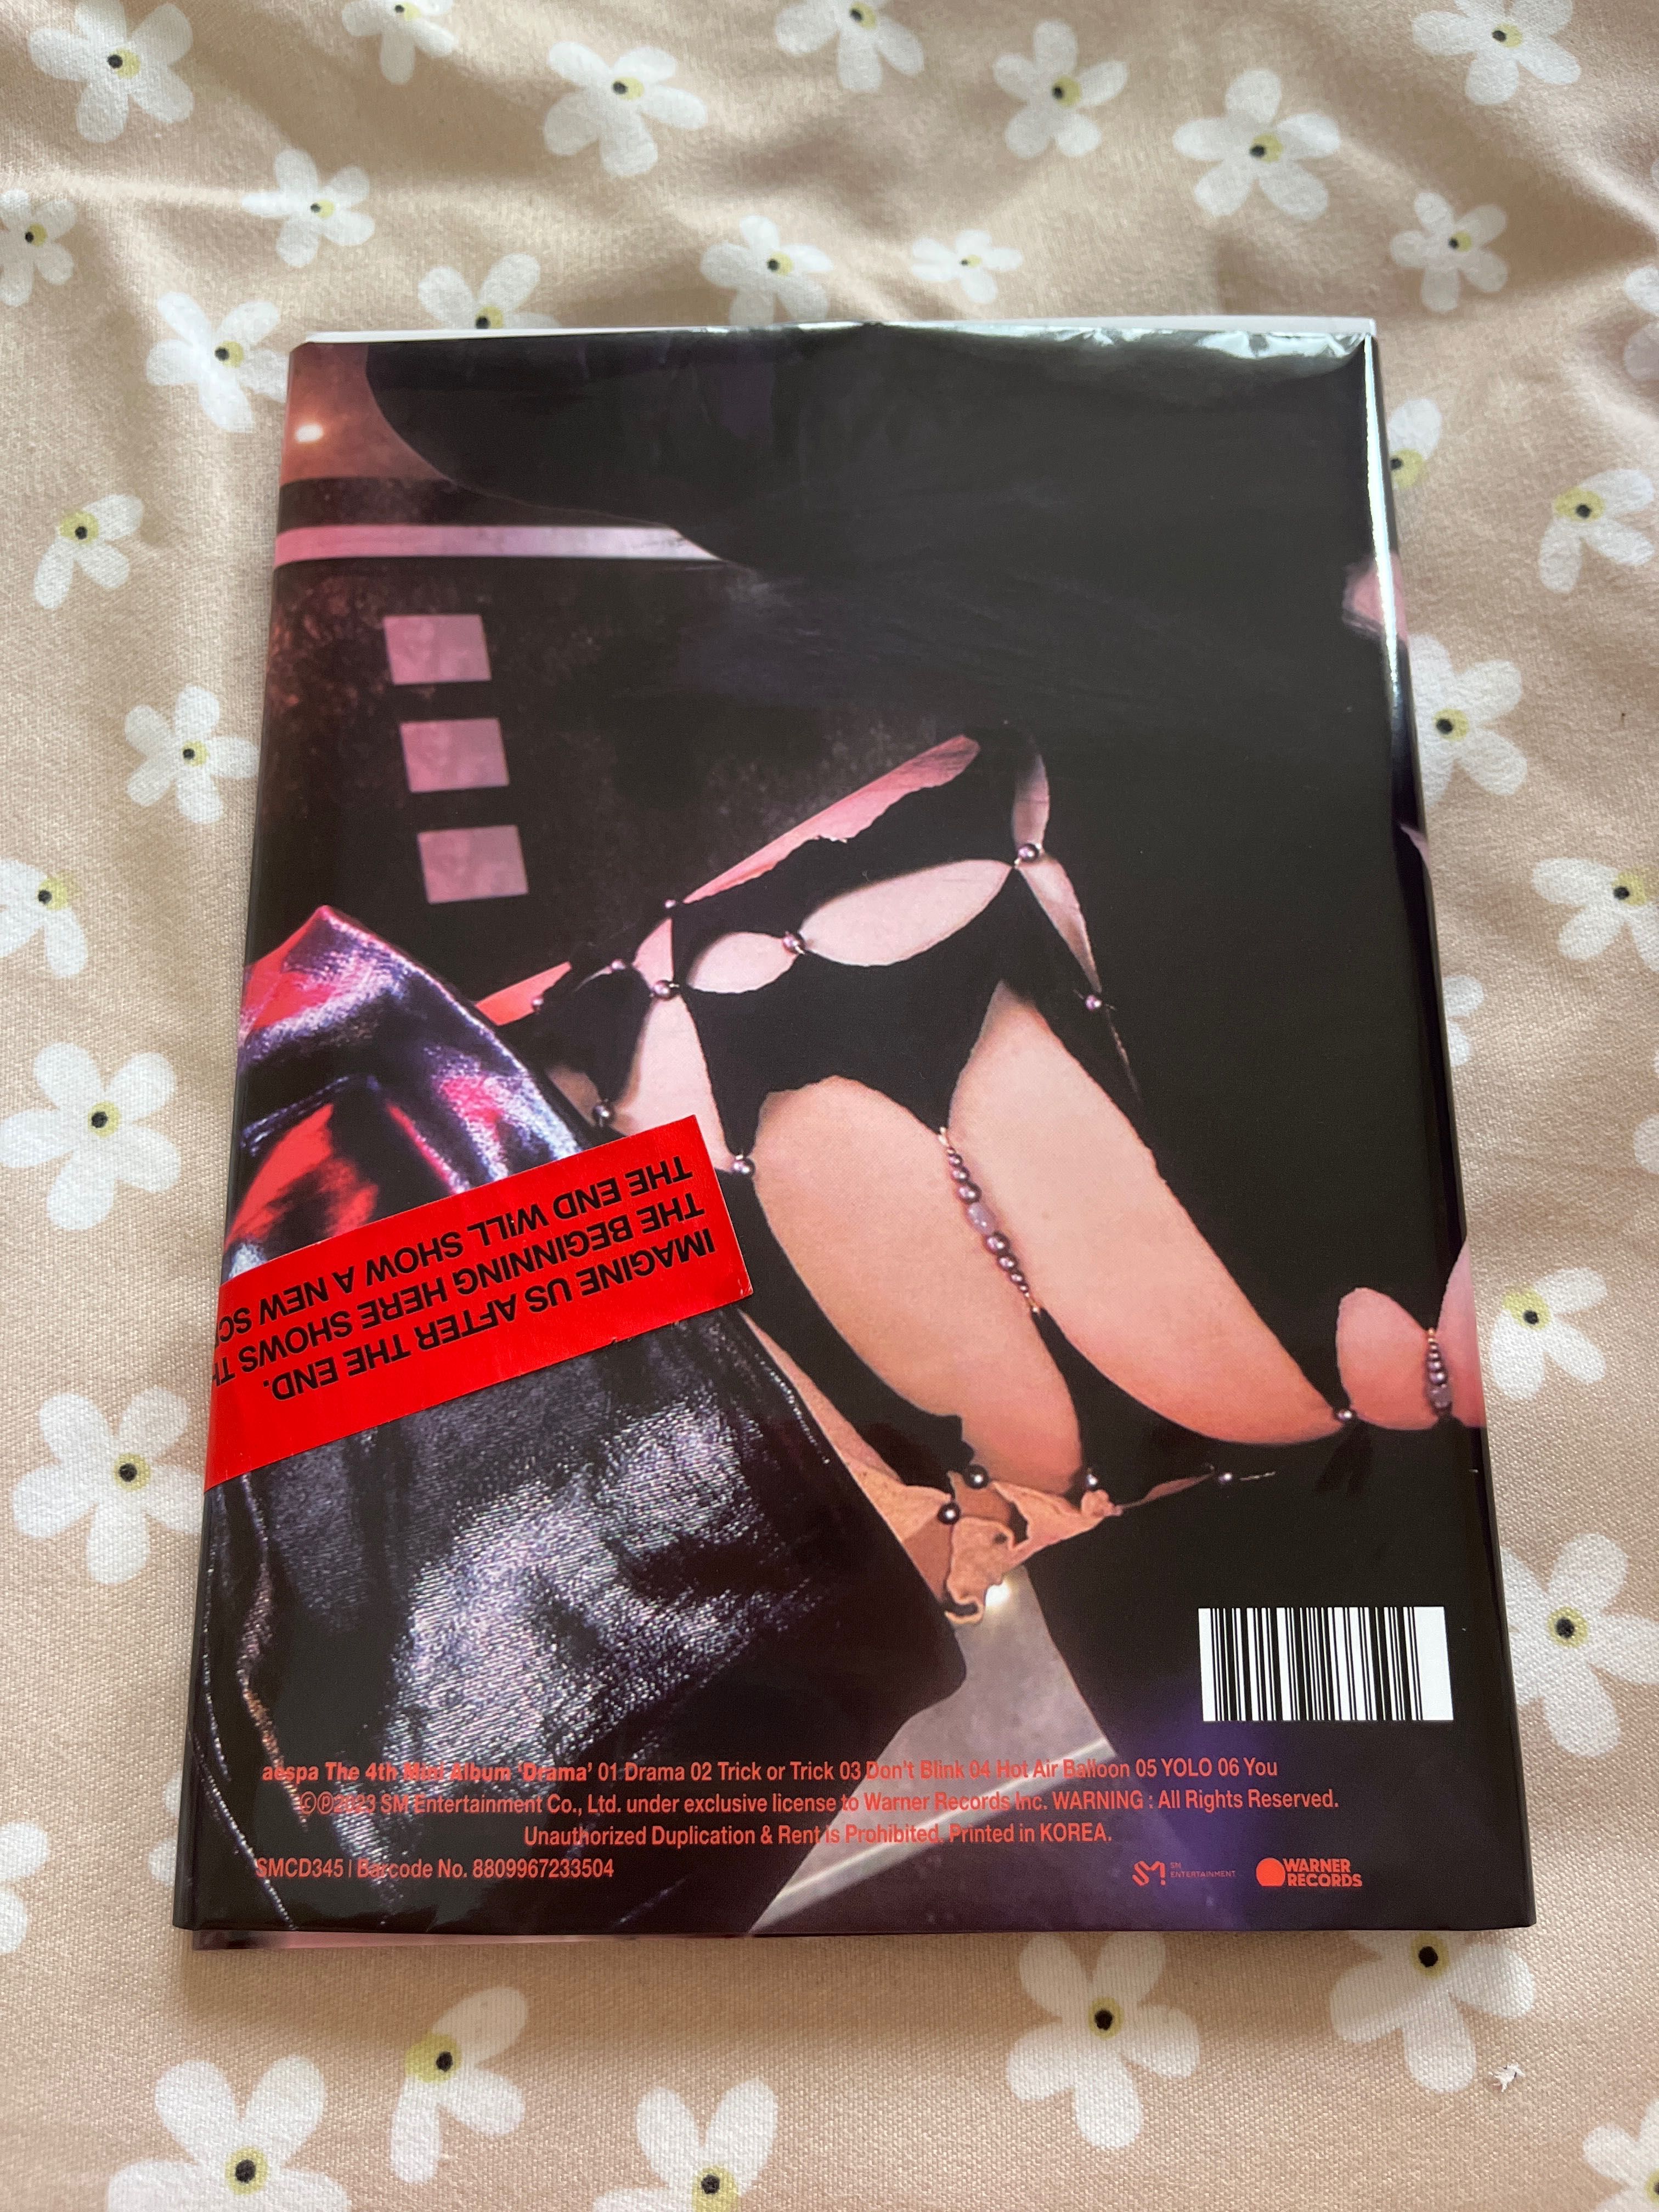 IMAGINE US AFTER THE END.
THE BEGINNING HERE SHOWS
THE END WILL SHOW A NEW
aespa The 4th Mini Album 'Drama' 01 Drama 02 Trick or Trick 03 Don't Blink 04 Hot Air Balloon 05 YOLO 06 You
©℗2023 SM Entertainment Co., Ltd. under exclusive license to Warner Records Inc. WARNING : All Rights Reserved.
Unauthorized Duplication & Rent is Prohibited. Printed in KOREA.
SMCD345 | Barcode No. 8809967233504
SM
SM ENTERTAINMENT
WARNER RECORDS